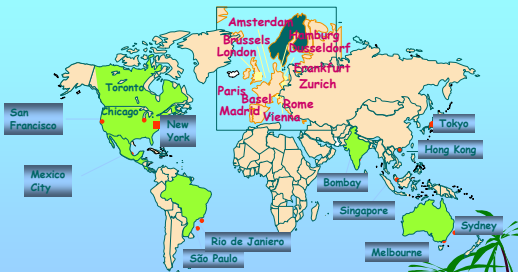 Amsterdam
Brussels
Hamburg
London
Dusseldorf
Frankfurt
Toronto
Zurich
Paris
Basel
Rome
Chicago
Madrid
Vienna
San
Francisco
New
York
Tokyo
Hong Kong
Mexico
City
Bombay
Singapore
Sydney
Rio de Janiero
Melbourne
São Paulo